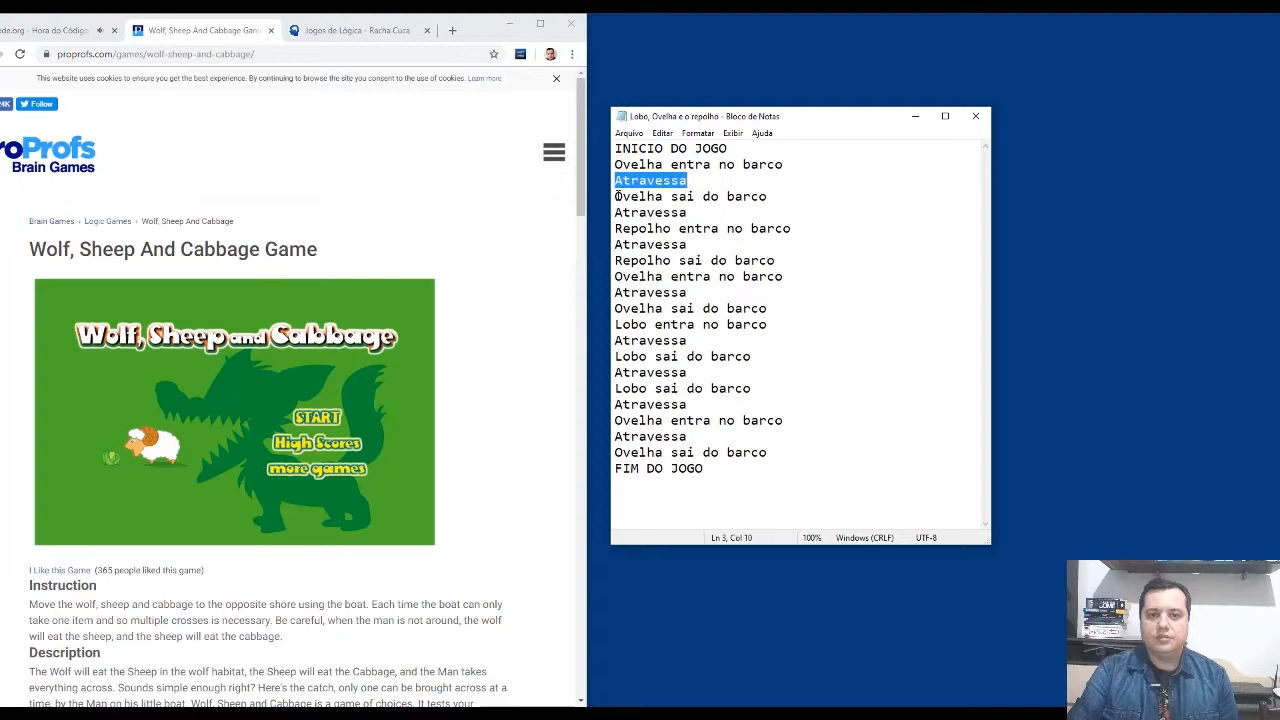 ede.org - Hora do Código
Wolf, Sheep And Cabbage Gam
Jogos de Lógica - Racha Cuca
proprofs.com/games/wolf-sheep-and-cabbage/
This website uses cookies to ensure you get the best experience. By continuing to browse the site you consent to the use of cookies. Learn more
24K
Follow
roProfs
Brain Games
Brain Games › Logic Games › Wolf, Sheep And Cabbage
Wolf, Sheep And Cabbage Game
Wolf, Sheep and Cabbage
START
High Scores
more games
I Like this Game (365 people liked this game)
Instruction
Move the wolf, sheep and cabbage to the opposite shore using the boat. Each time the boat can only
take one item and so multiple crosses is necessary. Be careful, when the man is not around, the wolf
will eat the sheep, and the sheep will eat the cabbage.
Description
The Wolf will eat the Sheep in the wolf habitat, the Sheep will eat the Cabbage, and the Man takes
everything across. Sounds simple enough right? Here's the catch, only one can be brought across at a
time, by the Man on his little boat. Wolf, Sheep and Cabbage is a game of choices. It tests your
Lobo, Ovelha e o repolho - Bloco de Notas
Arquivo Editar Formatar Exibir Ajuda
INICIO DO JOGO
Ovelha entra no barco
Atravessa
Ovelha sai do barco
Atravessa
Repolho entra no barco
Atravessa
Repolho sai do barco
Ovelha entra no barco
Atravessa
Ovelha sai do barco
Lobo entra no barco
Atravessa
Lobo sai do barco
Atravessa
Lobo sai do barco
Atravessa
Ovelha entra no barco
Atravessa
Ovelha sai do barco
FIM DO JOGO
Ln 3, Col 10 100% Windows (CRLF) UTF-8